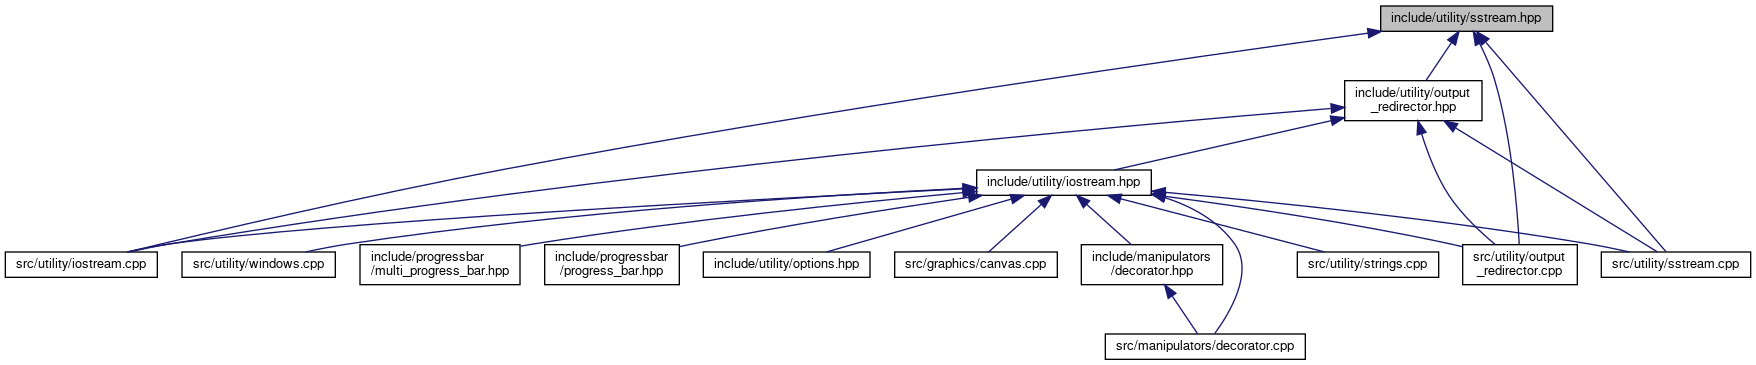 include/utility/sstream.hpp
include/utility/output
_redirector.hpp
include/utility/iostream.hpp
src/utility/iostream.cpp
src/utility/windows.cpp
include/progressbar
/multi_progress_bar.hpp
include/progressbar
/progress_bar.hpp
include/utility/options.hpp
src/graphics/canvas.cpp
include/manipulators
/decorator.hpp
src/utility/strings.cpp
src/utility/output
_redirector.cpp
src/utility/sstream.cpp
src/manipulators/decorator.cpp